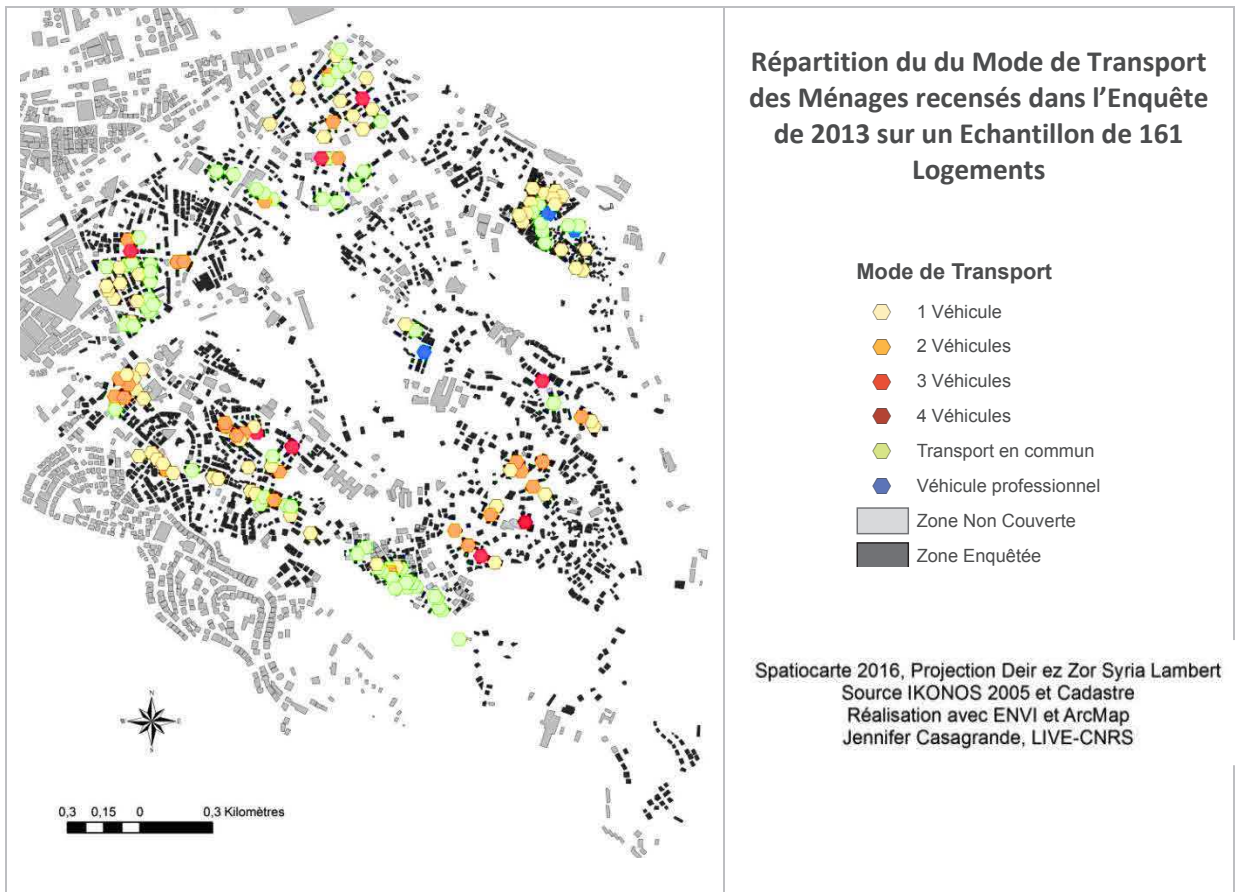 Répartition du du Mode de Transport
des Ménages recensés dans l'Enquête
de 2013 sur un Echantillon de 161
Logements
Mode de Transport
1 Véhicule
2 Véhicules
3 Véhicules
4 Véhicules
Transport en commun
Véhicule professionnel
Zone Non Couverte
Zone Enquêtée
Spatiocarte 2016, Projection Deir ez Zor Syria Lambert
Source IKONOS 2005 et Cadastre
Réalisation avec ENVI et ArcMap
Jennifer Casagrande, LIVE-CNRS
N
S
0,3 0,15 0 0,3 Kilomètres